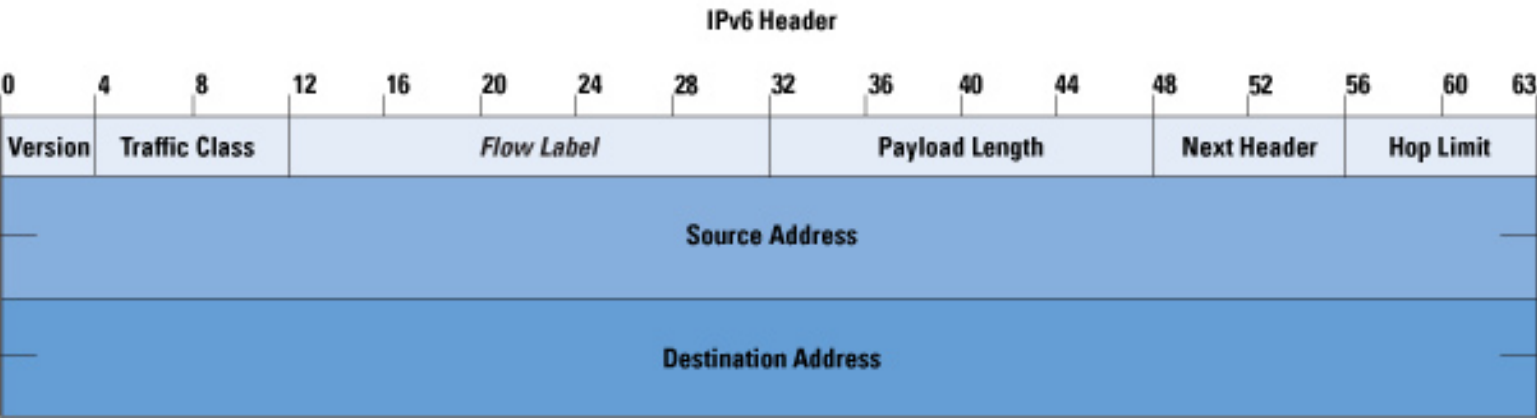 IPv6 Header
0 4 8 12 16 20 24 28 32 36 40 44 48 52 56 60 63
Version Traffic Class Flow Label Payload Length Next Header Hop Limit
Source Address
Destination Address